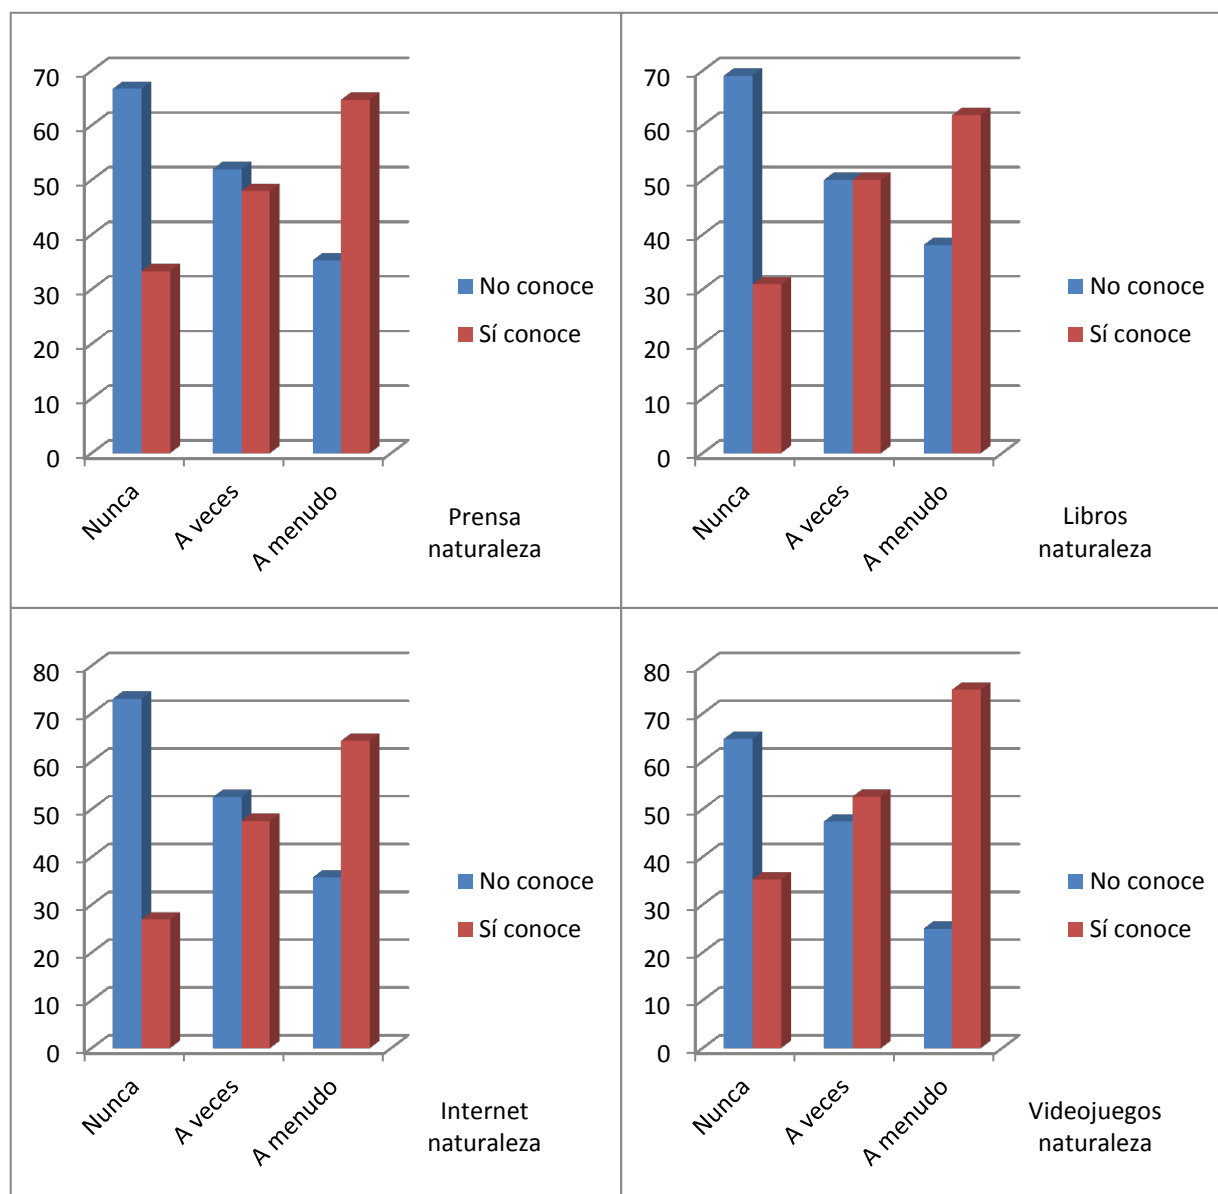 70
60
50
40
30
20
10
0
Nunca
A veces
A menudo
No conoce
Sí conoce
Prensa
naturaleza
70
60
50
40
30
20
10
0
Nunca
A veces
A menudo
No conoce
Sí conoce
Libros
naturaleza
80
70
60
50
40
30
20
10
0
Nunca
A veces
A menudo
No conoce
Sí conoce
Internet
naturaleza
80
70
60
50
40
30
20
10
0
Nunca
A veces
A menudo
No conoce
Sí conoce
Videojuegos
naturaleza